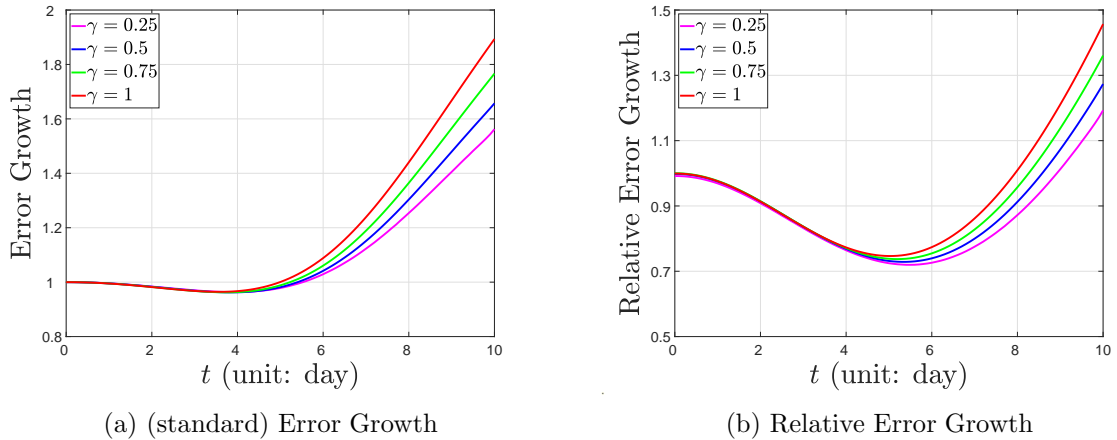 2
1.8
1.6
1.4
1.2
1
0.8
Error Growth
γ = 0.25
γ = 0.5
γ = 0.75
γ = 1
0 2 4 6 8 10
t (unit: day)
(a) (standard) Error Growth
1.5
1.3
1.1
0.9
0.7
0.5
Relative Error Growth
γ = 0.25
γ = 0.5
γ = 0.75
γ = 1
0 2 4 6 8 10
t (unit: day)
(b) Relative Error Growth